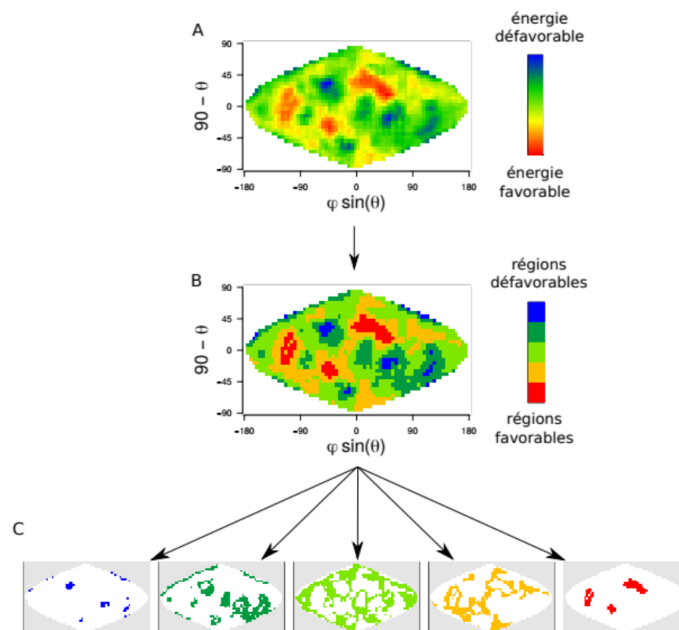 A
énergie
défavorable
90
45
0
−45
−90
90 − θ
−180
−90
0
90
180
φ sin(θ)
énergie
favorable
B
régions
défavorables
90
45
0
−45
−90
90 − θ
−180
−90
0
90
180
φ sin(θ)
régions
favorables
C